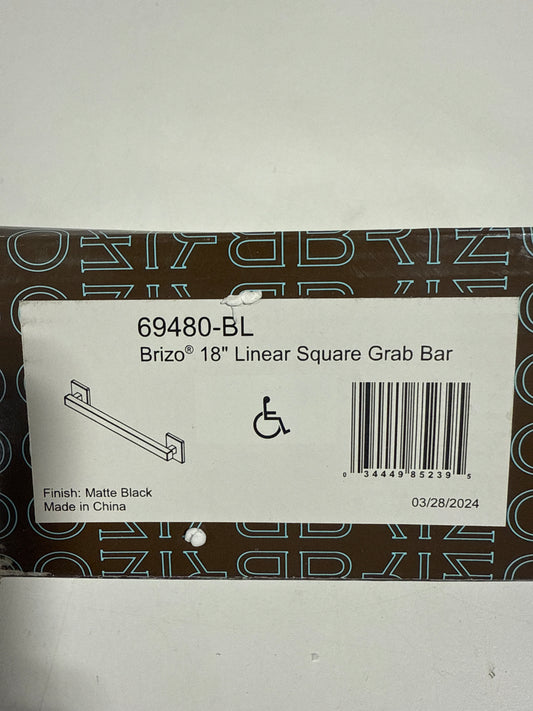 BRIZO
69480-BL
Brizo® 18" Linear Square Grab Bar
0 34449 85239 5
Finish: Matte Black
Made in China
03/28/2024